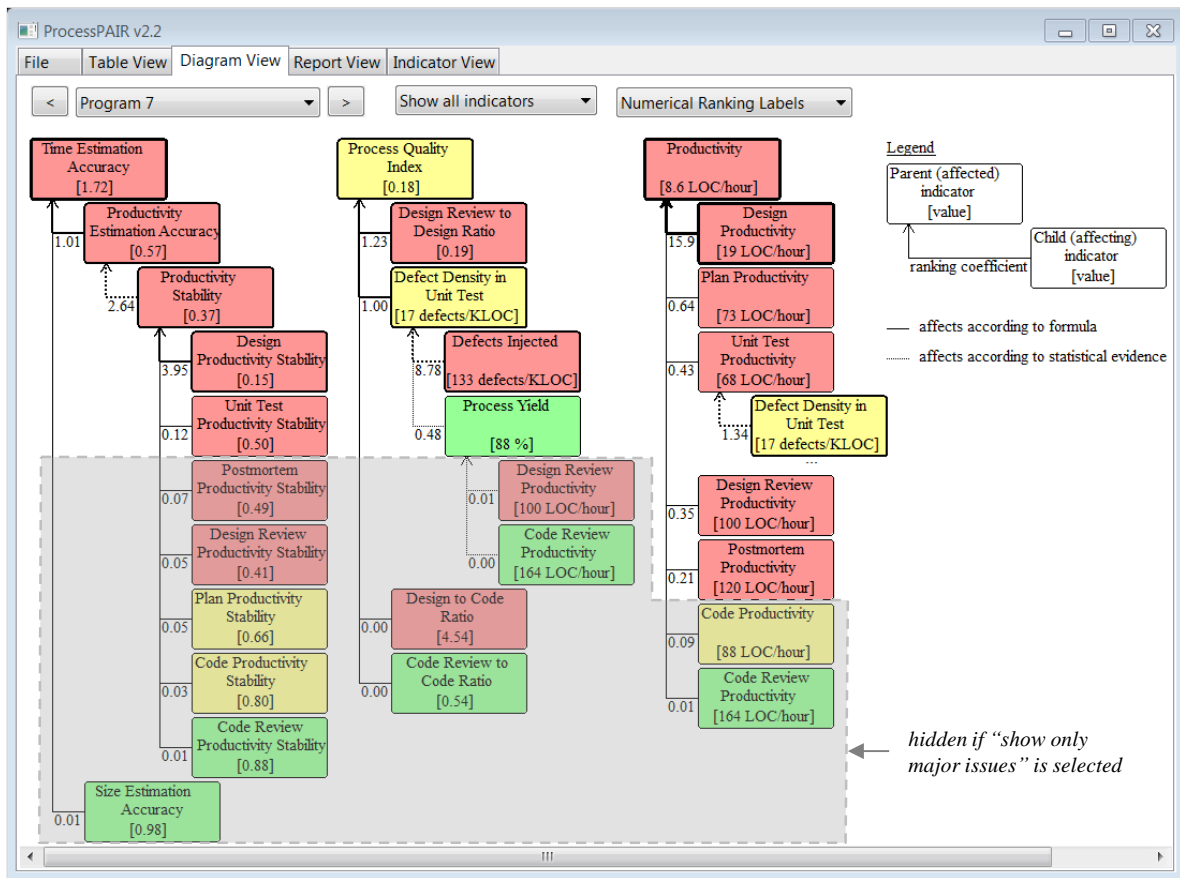 ProcessPAIR v2.2
File
Table View
Diagram View
Report View
Indicator View
<
Program 7
>
Show all indicators
Numerical Ranking Labels
Time Estimation
Accuracy
[1.72]
1.01
Productivity
Estimation Accuracy
[0.57]
2.64
Productivity
Stability
[0.37]
3.95
Design
Productivity Stability
[0.15]
0.12
Unit Test
Productivity Stability
[0.50]
0.07
Postmortem
Productivity Stability
[0.49]
0.05
Design Review
Productivity Stability
[0.41]
0.05
Plan Productivity
Stability
[0.66]
0.03
Code Productivity
Stability
[0.80]
0.01
Code Review
Productivity Stability
[0.88]
0.01
Size Estimation
Accuracy
[0.98]
Process Quality
Index
[0.18]
1.23
Design Review to
Design Ratio
[0.19]
1.00
Defect Density in
Unit Test
[17 defects/KLOC]
8.78
Defects Injected
[133 defects/KLOC]
0.48
Process Yield
[88 %]
0.01
Design Review
Productivity
[100 LOC/hour]
0.00
Code Review
Productivity
[164 LOC/hour]
0.00
Design to Code
Ratio
[4.54]
0.00
Code Review to
Code Ratio
[0.54]
Productivity
[8.6 LOC/hour]
15.9
Design
Productivity
[19 LOC/hour]
0.64
Plan Productivity
[73 LOC/hour]
0.43
Unit Test
Productivity
[68 LOC/hour]
1.34
Defect Density in
Unit Test
[17 defects/KLOC]
...
0.35
Design Review
Productivity
[100 LOC/hour]
0.21
Postmortem
Productivity
[120 LOC/hour]
0.09
Code Productivity
[88 LOC/hour]
0.01
Code Review
Productivity
[164 LOC/hour]
Legend
Parent (affected)
indicator
[value]
ranking coefficient
Child (affecting)
indicator
[value]
affects according to formula
affects according to statistical evidence
hidden if “show only
major issues” is selected